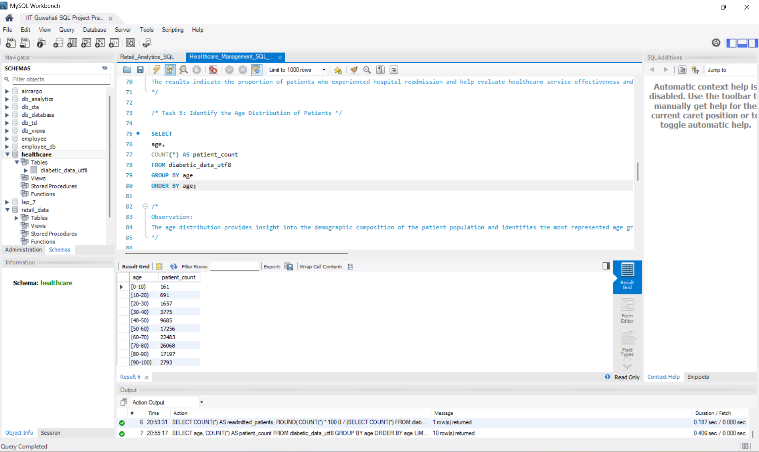 MySQL Workbench
IIT Guwahati SQL Project Pra...
File Edit View Query Database Server Tools Scripting Help
Navigator
SCHEMAS
Filter objects
aircargo
db_analytics
db_cte
db_database
db_td
db_views
employee
employee_db
healthcare
Tables
diabetic_data_utf8
Views
Stored Procedures
Functions
retail_data
Tables
Views
Stored Procedures
Functions
Administration Schemas
Information
Schema: healthcare
Object Info Session
Query Completed
Retail_Analytics_SQL Healthcare_Management_SQL_...
Limit to 1000 rows
70 The results indicate the proportion of patients who experienced hospital readmission and help evaluate healthcare service effectiveness and
71 */
72
73 /* Task 5: Identify the Age Distribution of Patients */
74
75 SELECT
76 age,
77 COUNT(*) AS patient_count
78 FROM diabetic_data_utf8
79 GROUP BY age
80 ORDER BY age;
81
82 /*
83 Observation:
84 The age distribution provides insight into the demographic composition of the patient population and identifies the most represented age gr
85 */
86
Result Grid Filter Rows: Export: Wrap Cell Content:
age patient_count
[0-10) 161
[10-20) 691
[20-30) 1657
[30-40) 3775
[40-50) 9685
[50-60) 17256
[60-70) 22483
[70-80) 26068
[80-90) 17197
[90-100) 2793
Result Grid
Form Editor
Field Types
Result 8 Read Only
Output
Action Output
# Time Action Message Duration / Fetch
6 20:53:31 SELECT COUNT(*) AS readmitted_patients, ROUND(COUNT(*) * 100.0 / (SELECT COUNT(*) FROM diab... 1 row(s) returned 0.187 sec / 0.000 sec
7 20:55:17 SELECT age, COUNT(*) AS patient_count FROM diabetic_data_utf8 GROUP BY age ORDER BY age LIM... 10 row(s) returned 0.406 sec / 0.000 sec
SQLAdditions
Jump to
Automatic context help is
disabled. Use the toolbar t
manually get help for the
current caret position or to
toggle automatic help.
Context Help Snippets